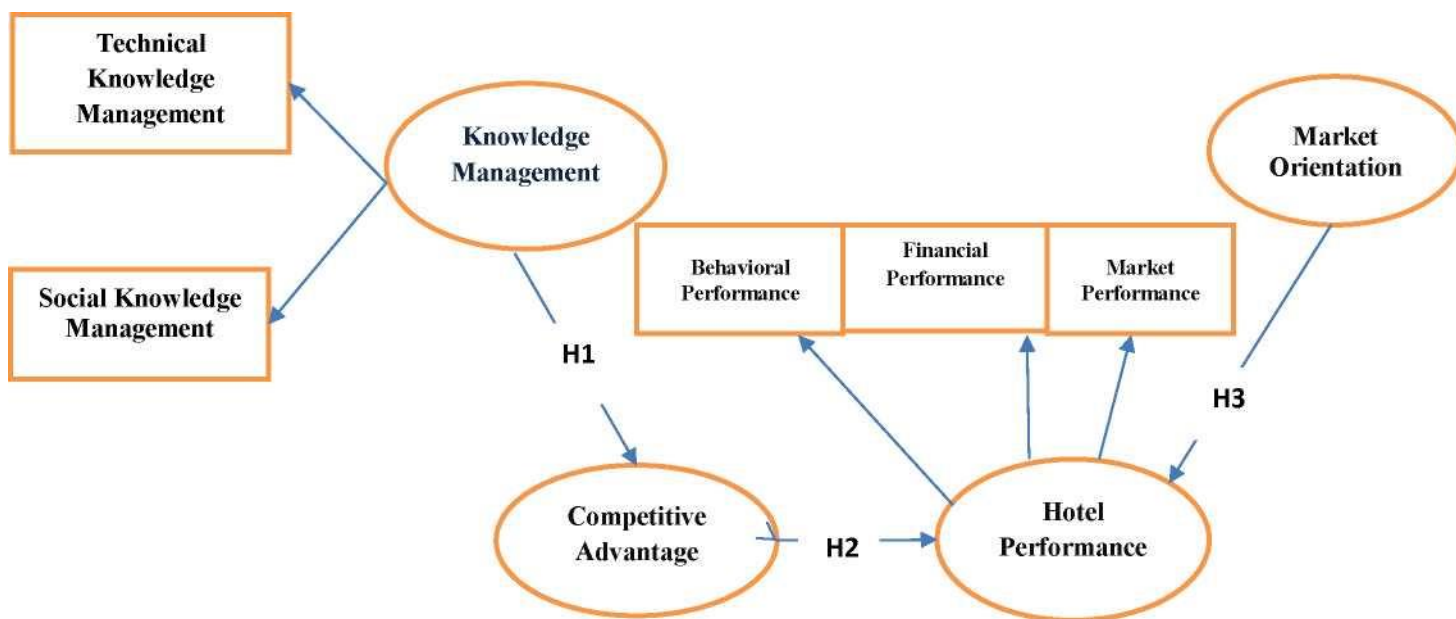 Technical
Knowledge
Management
Knowledge
Management
Market
Orientation
Behavioral
Performance
Financial
Performance
Market
Performance
Social Knowledge
Management
H1
H3
Competitive
Advantage
H2
Hotel
Performance